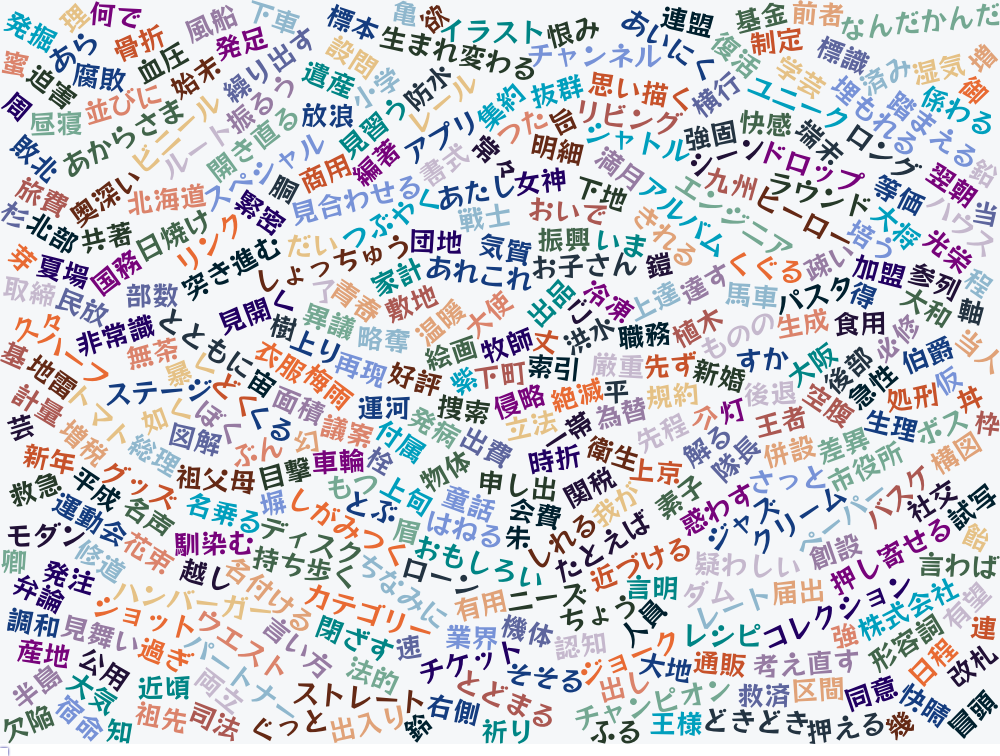 発掘
理
何で
風船
下車
標本
亀
欲
イラスト
恨み
あいにく
連盟
基金
前者
なんだかんだ
あら
骨折
血圧
発足
設問
生まれ変わる
チャンネル
復活
制定
標識
湿気
増
蜜
迫害
腐敗
始末
繰り出す
遺産
小学
防水
レール
集約
抜群
思い描く
横行
ユニーク
学芸
済み
埋もれる
踏まえる
御
係わる
周
昼寝
並びに
あからさま
ビニール
ルート
振るう
放浪
見習う
アプリ
つた
旨
リビング
シャトル
強固
快感
端末
ロング
鉛
敗北
聞き直る
スペシャル
商用
編著
書式
常々
明細
満月
シーン
ドロップ
翌朝
旅費
奥深い
北海道
胴
見合わせる
あたし
女神
下地
アルバム
エンジニア
九州
ラウンド
ヒーロー
等価
大将
ハウス
当
杉
北部
共著
日焼け
リンク
緊密
つぶやく
戦士
おいで
きれる
培う
光栄
芽
夏場
国務
突き進む
だい
しょっちゅう
団地
気質
振興
いま
くぐる
疎い
加盟
参列
程
取締
民放
部数
見開く
了
青春
家計
あれこれ
お子さん
鎧
出品
ご
冷凍
上達
達す
馬車
パスタ
得
大和
軸
々々
ハーフ
非常識
とともに
樹
上り
異議
敷地
略奪
温暖
大使
牧師
丈
洪水
職務
植木
ものの
生成
食用
必修
当人
基
地雷
無茶
暴く
衣服
梅雨
再現
好評
絵画
紫
下町
索引
厳重
先ず
新婚
すか
大阪
後部
急性
伯爵
計量
トマト
ステージ
どくくる
宙
面積
運河
発病
捜索
侵略
絶滅
平
規約
後退
空腹
処刑
仮
丼
芸
増税
如く
ぼく
図解
ぶん
幻
議案
付属
出費
立法
一帯
為替
先程
介
灯
王者
生理
ボス
枠
新年
総理
祖父母
目撃
車輪
栓
物体
時折
衛生
上京
解る
隊長
併設
差異
市役所
構図
救急
平成
グッズ
名乗る
塀
もつ
上旬
童話
申し出
関税
素子
惑わす
さっと
バスケ
社交
試写
モダン
運動会
名声
しがみつく
とぶ
眉
はねる
会費
朱
しれる
我が
たとえば
ジャズ
クリーム
ペーパー
飴
卿
修道
花束
馴染む
ディスク
持ち歩く
おもしろい
近づける
疑わしい
創設
押し寄せる
言わば
弁論
発注
越し
名付ける
ちなみに
ローン
ニーズ
言明
ダム
届出
有望
調和
見舞い
ショット
ハンバーガー
カテゴリー
有用
ちょう
人員
レント
レシピ
コレクション
株式会社
産地
公用
過ぎ
ウエスト
言い方
閉ざす
速
業界
機体
認知
ジョーク
大地
通販
考え直す
強
形容詞
連
半島
大気
近頃
両立
パートナー
法的
チケット
そそる
出し
チャンピオン
救済
区間
同意
日程
改札
欠陥
宿命
知
祖先
司法
ぐっと
ストレート
出入り
鈴
とどまる
右側
祈り
ふる
王様
どきどき
押える
幾
快晴
冒頭